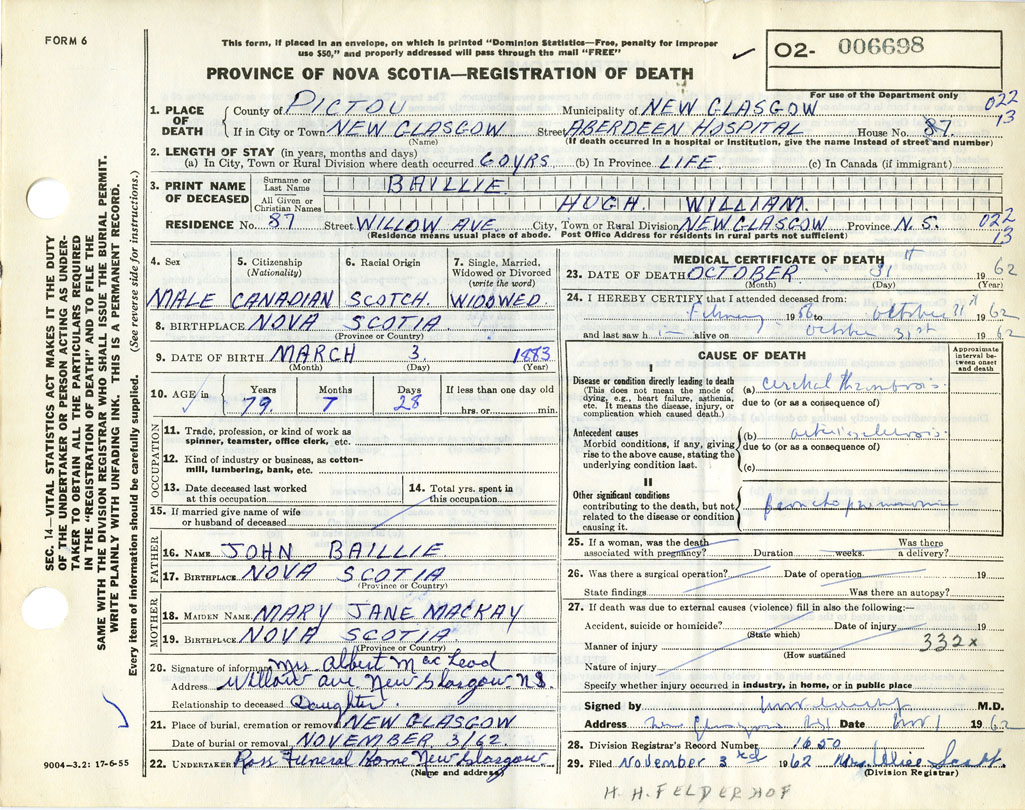 FORM 6
This form, if placed in an envelope, on which is printed "Dominion Statistics—Free, penalty for improper
use $50," and properly addressed will pass through the mail "FREE"
O2- 006698
For use of the Department only
PROVINCE OF NOVA SCOTIA—REGISTRATION OF DEATH
022
13
1. PLACE OF DEATH County of PICTOU Municipality of NEW GLASGOW
If in City or Town NEW GLASGOW Street ABERDEEN HOSPITAL House No. 87.
(Name) (If death occurred in a hospital or institution, give the name instead of street and number)
2. LENGTH OF STAY (in years, months and days)
(a) In City, Town or Rural Division where death occurred 60 YRS (b) In Province LIFE (c) In Canada (if immigrant)
3. PRINT NAME OF DECEASED Surname or Last Name BAILLIE
All Given or Christian Names HUGH WILLIAM
RESIDENCE No. 87 Street WILLOW AVE. City, Town or Rural Division NEW GLASGOW Province N.S.
(Residence means usual place of abode. Post Office Address for residents in rural parts not sufficient)
022
13
4. Sex MALE
5. Citizenship (Nationality) CANADIAN
6. Racial Origin SCOTCH.
7. Single, Married, Widowed or Divorced (write the word) WIDOWED
8. BIRTHPLACE NOVA SCOTIA
(Province or Country)
9. DATE OF BIRTH MARCH 3. 1883
(Month) (Day) (Year)
10. AGE in Years 79. Months 7 Days 28 If less than one day old hrs. or min.
OCCUPATION
11. Trade, profession, or kind of work as spinner, teamster, office clerk, etc.
12. Kind of industry or business, as cotton-mill, lumbering, bank, etc.
13. Date deceased last worked at this occupation
14. Total yrs. spent in this occupation
15. If married give name of wife or husband of deceased
FATHER
16. NAME JOHN BAILLIE
17. BIRTHPLACE NOVA SCOTIA
(Province or Country)
MOTHER
18. MAIDEN NAME MARY JANE MACKAY
19. BIRTHPLACE NOVA SCOTIA
(Province or Country)
20. Signature of informant Mrs. Albert MacLeod
Address Willow Ave. New Glasgow N.S.
Relationship to deceased Daughter
21. Place of burial, cremation or removal NEW GLASGOW
Date of burial or removal NOVEMBER 3/62.
22. UNDERTAKER Ross Funeral Home New Glasgow
(Name and address)
MEDICAL CERTIFICATE OF DEATH
23. DATE OF DEATH OCTOBER 31st 1962
(Month) (Day) (Year)
24. I HEREBY CERTIFY that I attended deceased from:
February 1956 to October 31st 1962
and last saw him alive on October 31st 1962
CAUSE OF DEATH
Approximate interval between onset and death
I
Disease or condition directly leading to death
(This does not mean the mode of dying, e.g., heart failure, asthenia, etc. It means the disease, injury, or complication which caused death.)
(a) cerebral thrombosis.
due to (or as a consequence of)
Antecedent causes
Morbid conditions, if any, giving rise to the above cause, stating the underlying condition last.
(b) arteriosclerosis.
due to (or as a consequence of)
(c)
II
Other significant conditions
contributing to the death, but not related to the disease or condition causing it.
Broncho pneumonia
25. If a woman, was the death associated with pregnancy? Duration weeks. Was there a delivery?
26. Was there a surgical operation? Date of operation 19
State findings Was there an autopsy?
27. If death was due to external causes (violence) fill in also the following:—
Accident, suicide or homicide? Date of injury 19
(State which)
Manner of injury 332x
(How sustained)
Nature of injury
Specify whether injury occurred in industry, in home, or in public place
Signed by M.D.
Address New Glasgow N.S. Date Nov 1 1962
28. Division Registrar's Record Number 1650
29. Filed November 3rd 1962 Mrs. Alice Scott.
(Division Registrar)
H. H. FELDERHOF
SEC. 14—VITAL STATISTICS ACT MAKES IT THE DUTY
OF THE UNDERTAKER OR PERSON ACTING AS UNDER-
TAKER TO OBTAIN ALL THE PARTICULARS REQUIRED
IN THE "REGISTRATION OF DEATH" AND TO FILE THE
SAME WITH THE DIVISION REGISTRAR WHO SHALL ISSUE THE BURIAL PERMIT.
WRITE PLAINLY WITH UNFADING INK. THIS IS A PERMANENT RECORD.
Every item of information should be carefully supplied. (See reverse side for instructions.)
9004—3.2: 17-6-55